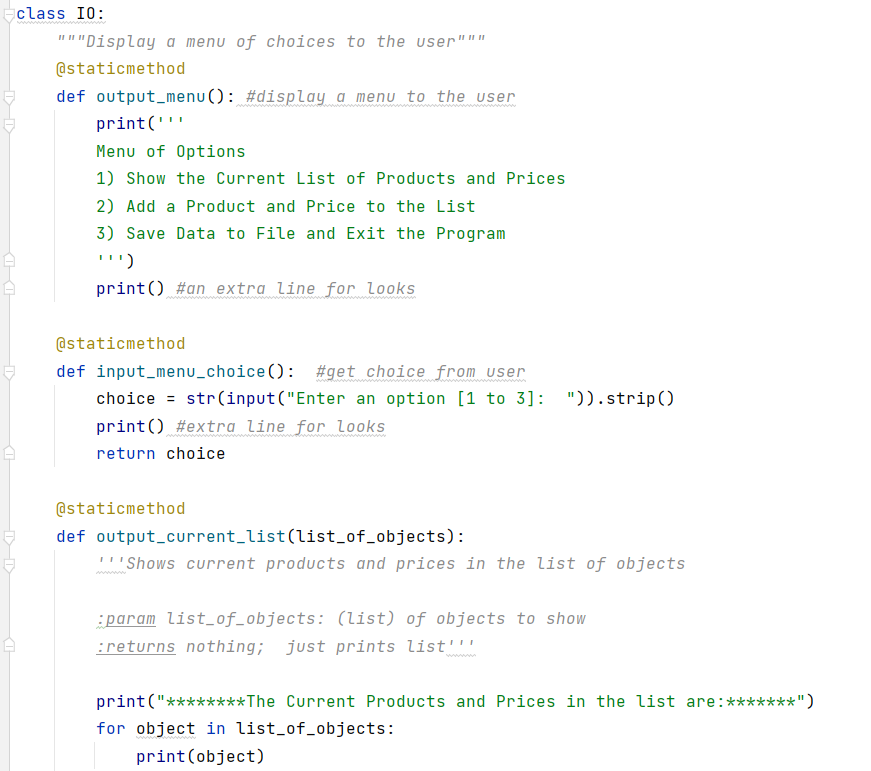 class IO:
    """Display a menu of choices to the user"""
    @staticmethod
    def output_menu(): #display a menu to the user
        print('''
        Menu of Options
        1) Show the Current List of Products and Prices
        2) Add a Product and Price to the List
        3) Save Data to File and Exit the Program
        ''')
        print() #an extra line for looks

    @staticmethod
    def input_menu_choice():  #get choice from user
        choice = str(input("Enter an option [1 to 3]:  ")).strip()
        print() #extra line for looks
        return choice

    @staticmethod
    def output_current_list(list_of_objects):
        '''Shows current products and prices in the list of objects

        :param list_of_objects: (list) of objects to show
        :returns nothing;  just prints list'''

        print("********The Current Products and Prices in the list are:*******")
        for object in list_of_objects:
            print(object)